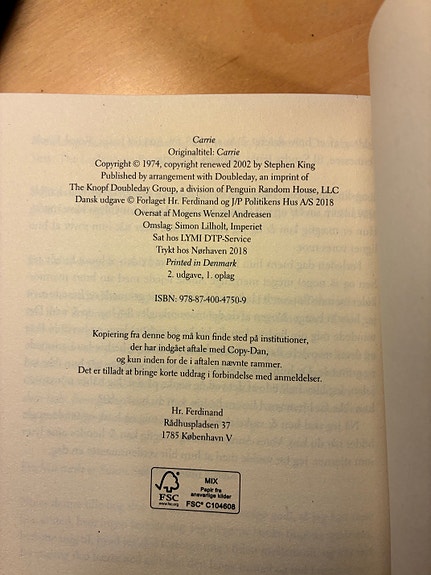 Carrie
Originaltitel: Carrie
Copyright © 1974, copyright renewed 2002 by Stephen King
Published by arrangement with Doubleday, an imprint of
The Knopf Doubleday Group, a division of Penguin Random House, LLC
Dansk udgave © Forlaget Hr. Ferdinand og J/P Politikens Hus A/S 2018
Oversat af Mogens Wenzel Andreasen
Omslag: Simon Lilholt, Imperiet
Sat hos LYMI DTP-Service
Trykt hos Nørhaven 2018
Printed in Denmark
2. udgave, 1. oplag
ISBN: 978-87-400-4750-9
Kopiering fra denne bog må kun finde sted på institutioner,
der har indgået aftale med Copy-Dan,
og kun inden for de i aftalen nævnte rammer.
Det er tilladt at bringe korte uddrag i forbindelse med anmeldelser.
Hr. Ferdinand
Rådhuspladsen 37
1785 København V
FSC
www.fsc.org
MIX
Papir fra
ansvarlige kilder
FSC® C104608